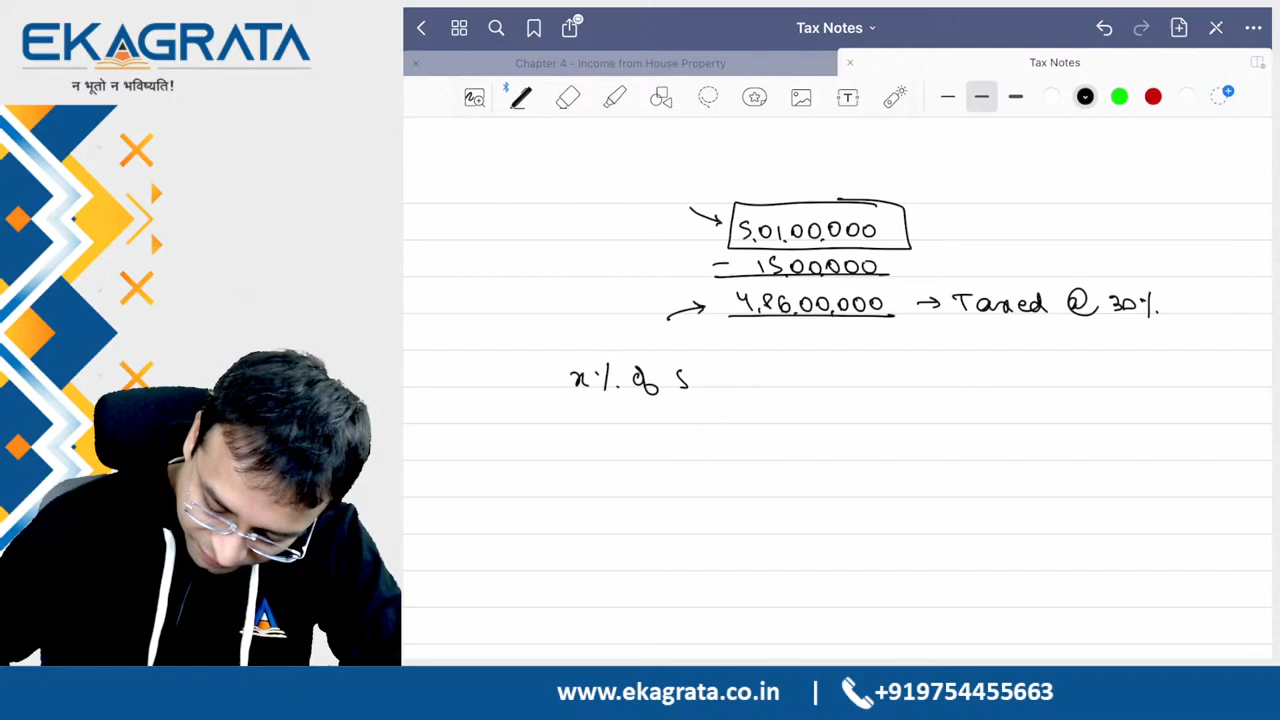 EKAGRATA
न भूतो न भविष्यति!
Tax Notes
Chapter 4 - Income from House Property
Tax Notes
T
5,01,00,000
= 15,00,000
4,86,00,000 → Taxed @ 30%.
x% of 5
www.ekagrata.co.in | +919754455663